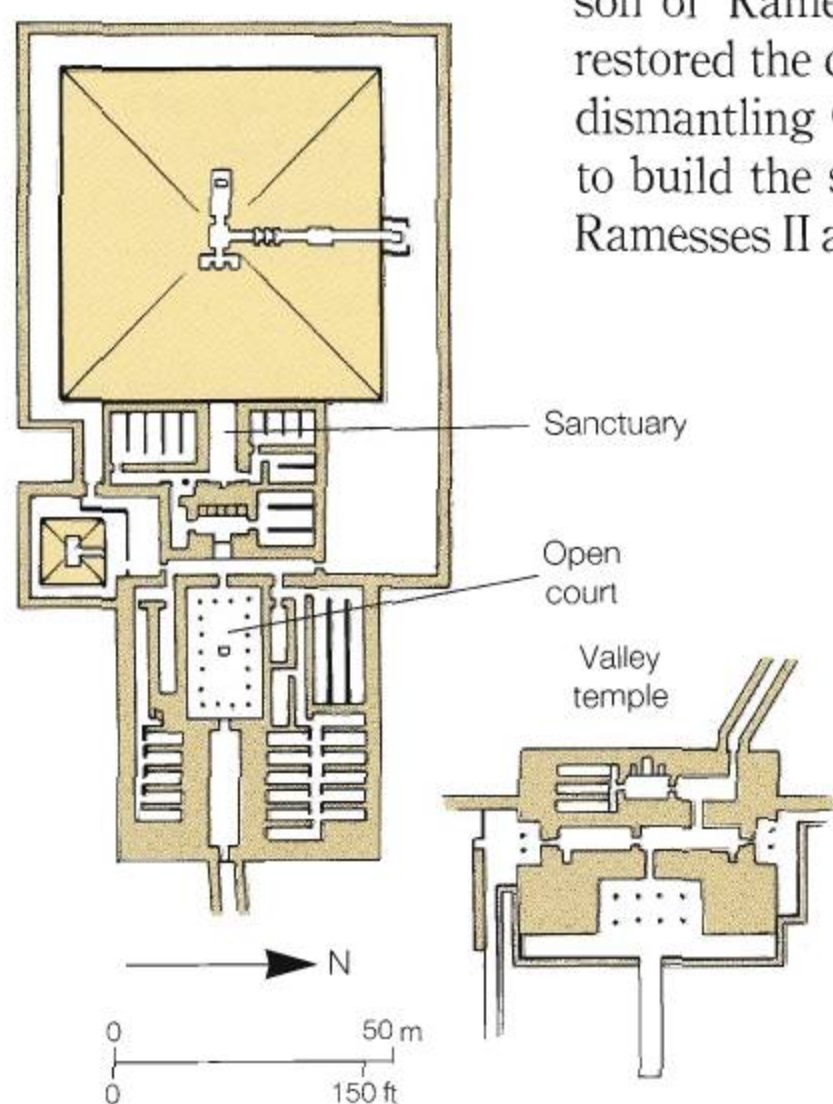 son of Rame
restored the
dismantling
to build the
Ramesses II
Sanctuary
Open
court
Valley
temple
N
0 50 m
0 150 ft